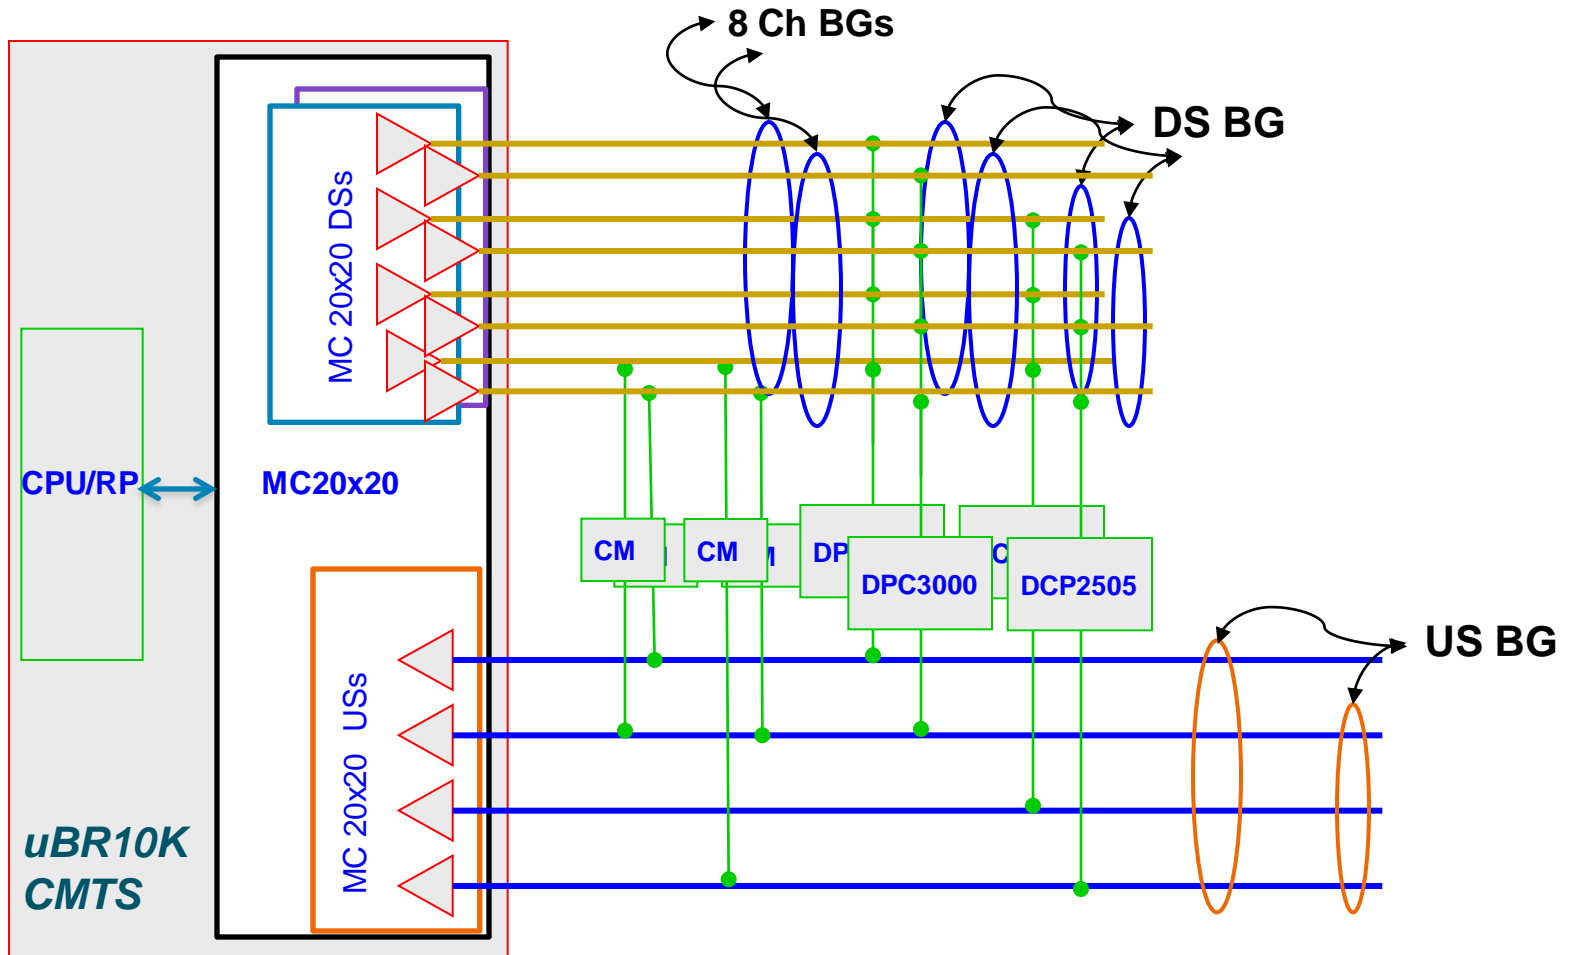 8 Ch BGs
DS BG
MC 20x20 DSs
CPU/RP
MC20x20
CM
CM
DP
DPC3000
C
DCP2505
US BG
MC 20x20 USs
uBR10K
CMTS